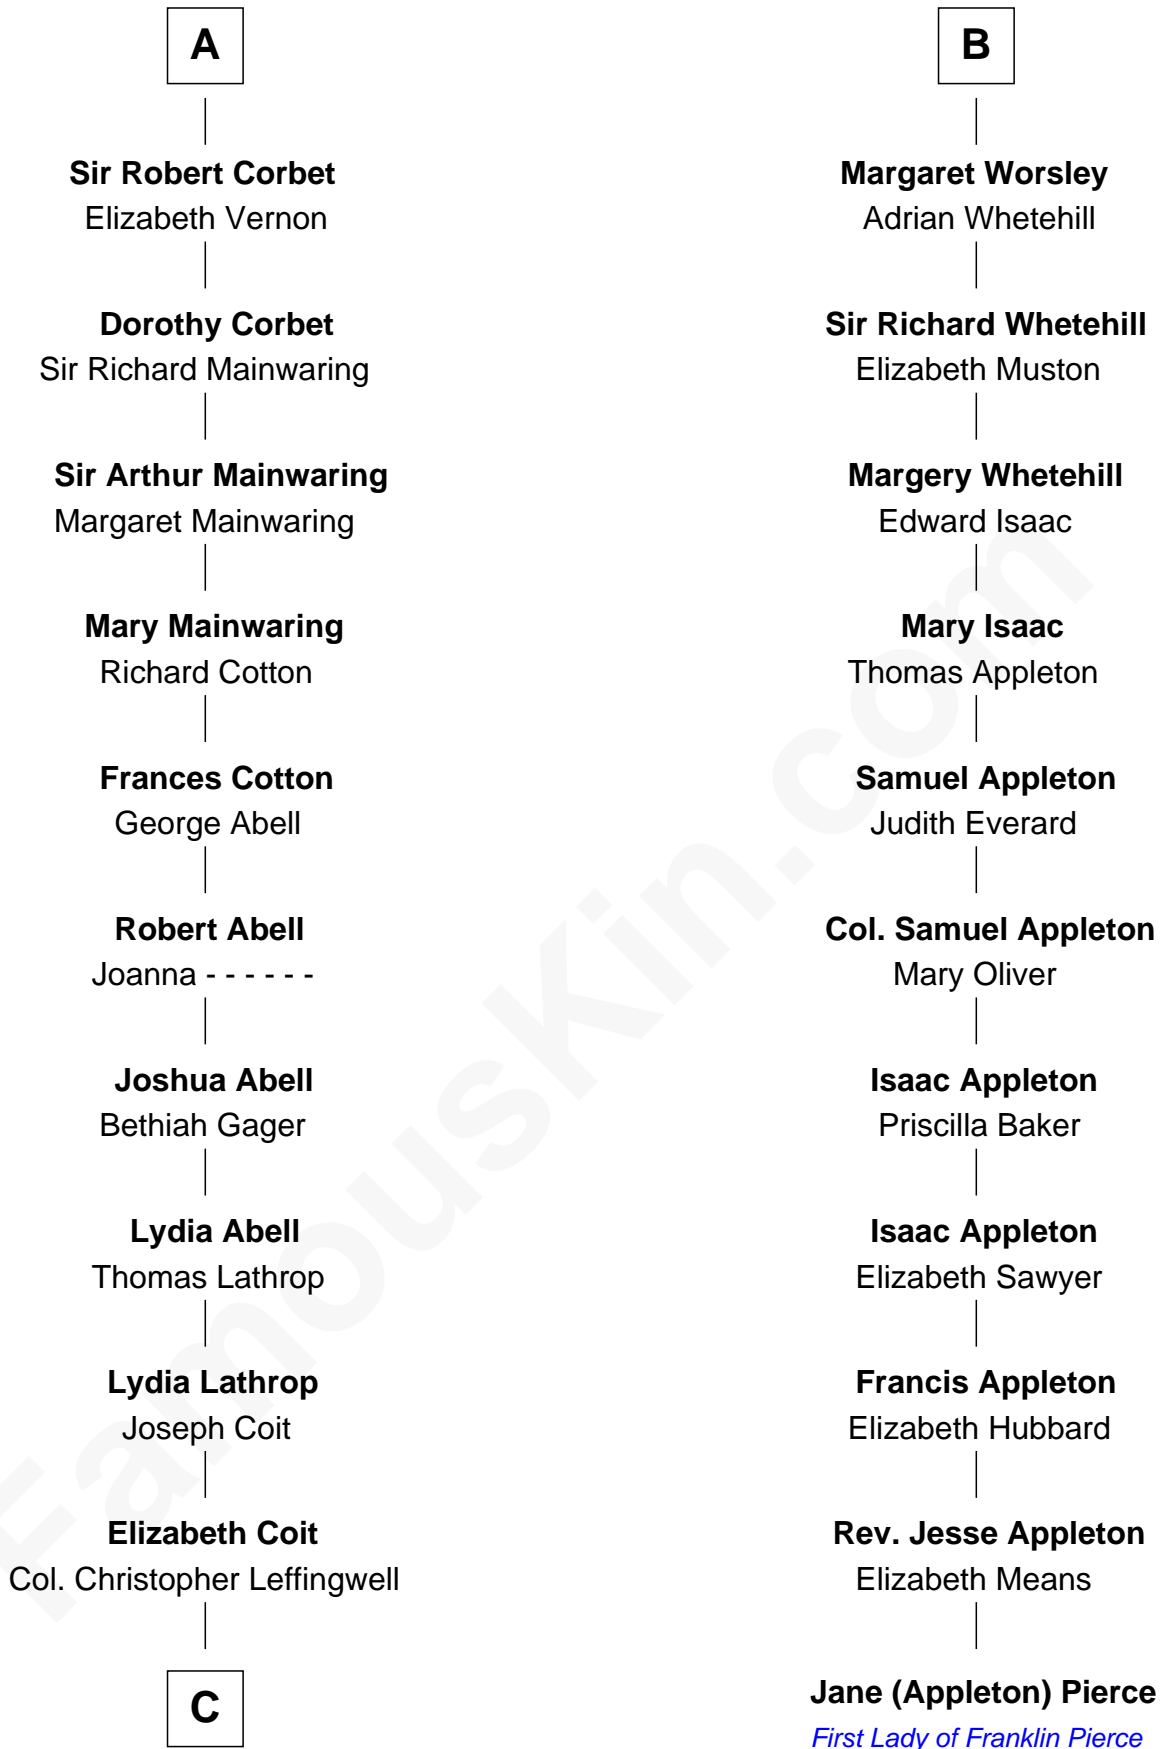 A
Sir Robert Corbet
Elizabeth Vernon
Dorothy Corbet
Sir Richard Mainwaring
Sir Arthur Mainwaring
Margaret Mainwaring
Mary Mainwaring
Richard Cotton
Frances Cotton
George Abell
Robert Abell
Joanna - - - - - -
Joshua Abell
Bethiah Gager
Lydia Abell
Thomas Lathrop
Lydia Lathrop
Joseph Coit
Elizabeth Coit
Col. Christopher Leffingwell
C
B
Margaret Worsley
Adrian Whetehill
Sir Richard Whetehill
Elizabeth Muston
Margery Whetehill
Edward Isaac
Mary Isaac
Thomas Appleton
Samuel Appleton
Judith Everard
Col. Samuel Appleton
Mary Oliver
Isaac Appleton
Priscilla Baker
Isaac Appleton
Elizabeth Sawyer
Francis Appleton
Elizabeth Hubbard
Rev. Jesse Appleton
Elizabeth Means
Jane (Appleton) Pierce
First Lady of Franklin Pierce
FamousKin.com